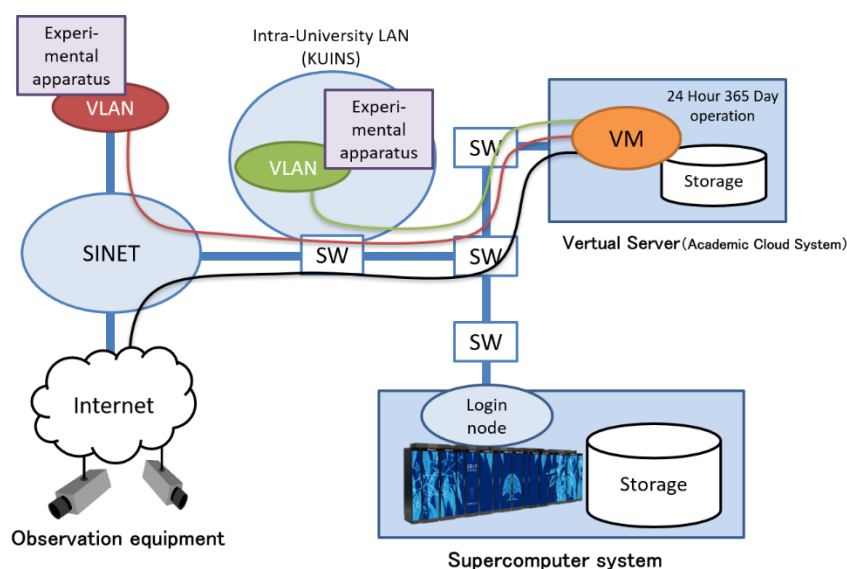 Experi-
mental
apparatus
VLAN
Intra-University LAN
(KUINS)
Experi-
mental
apparatus
VLAN
24 Hour 365 Day
operation
VM
Storage
SW
Vertual Server(Academic Cloud System)
SINET
SW
SW
SW
Internet
Login
node
Storage
Observation equipment
Supercomputer system